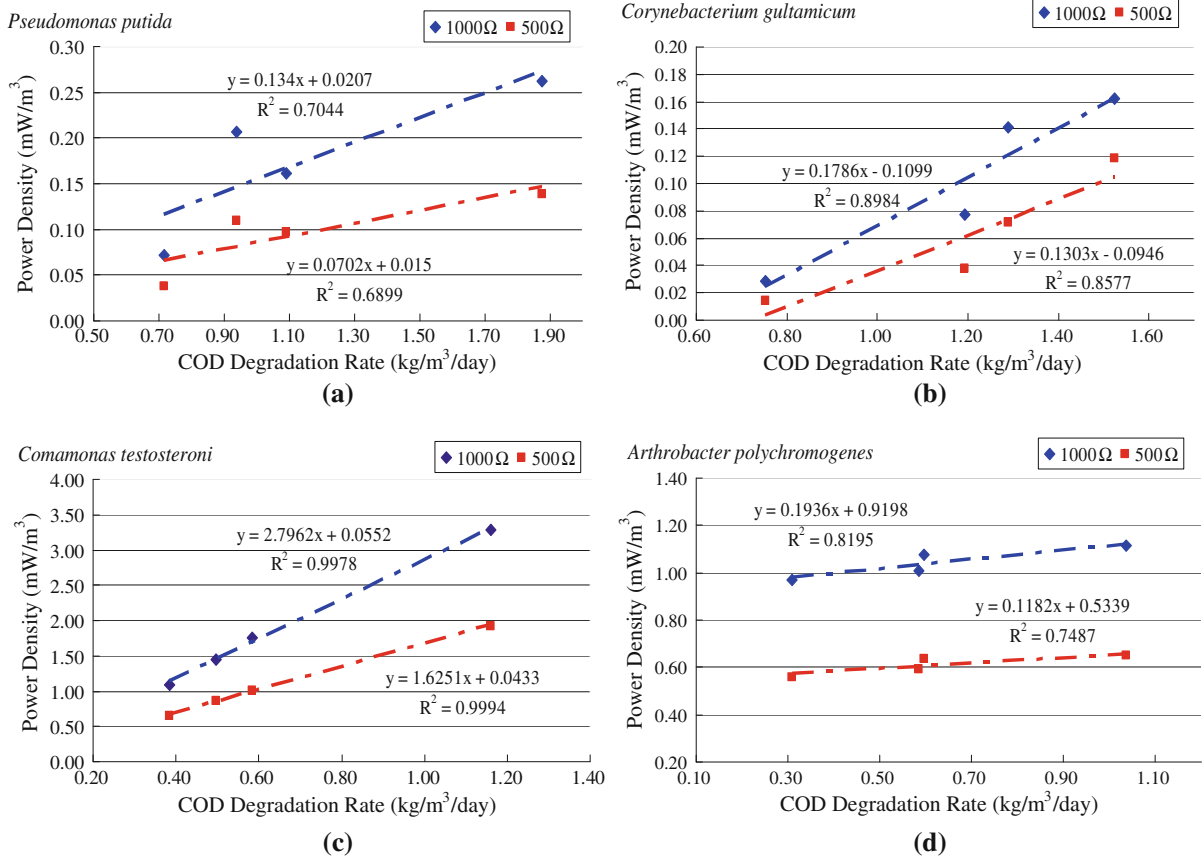 Pseudomonas putida
1000Ω 500Ω
Power Density (mW/m³)
0.30
0.25
0.20
0.15
0.10
0.05
0.00
y = 0.134x + 0.0207
R² = 0.7044
y = 0.0702x + 0.015
R² = 0.6899
0.50 0.70 0.90 1.10 1.30 1.50 1.70 1.90
COD Degradation Rate (kg/m³/day)
(a)
Corynebacterium gultamicum
1000Ω 500Ω
Power Density (mW/m³)
0.20
0.18
0.16
0.14
0.12
0.10
0.08
0.06
0.04
0.02
0.00
y = 0.1786x - 0.1099
R² = 0.8984
y = 0.1303x - 0.0946
R² = 0.8577
0.60 0.80 1.00 1.20 1.40 1.60
COD Degradation Rate (kg/m³/day)
(b)
Comamonas testosteroni
1000Ω 500Ω
Power Density (mW/m³)
4.00
3.50
3.00
2.50
2.00
1.50
1.00
0.50
0.00
y = 2.7962x + 0.0552
R² = 0.9978
y = 1.6251x + 0.0433
R² = 0.9994
0.20 0.40 0.60 0.80 1.00 1.20 1.40
COD Degradation Rate (kg/m³/day)
(c)
Arthrobacter polychromogenes
1000Ω 500Ω
Power Density (mW/m³)
1.40
1.20
1.00
0.80
0.60
0.40
0.20
y = 0.1936x + 0.9198
R² = 0.8195
y = 0.1182x + 0.5339
R² = 0.7487
0.10 0.30 0.50 0.70 0.90 1.10
COD Degradation Rate (kg/m³/day)
(d)